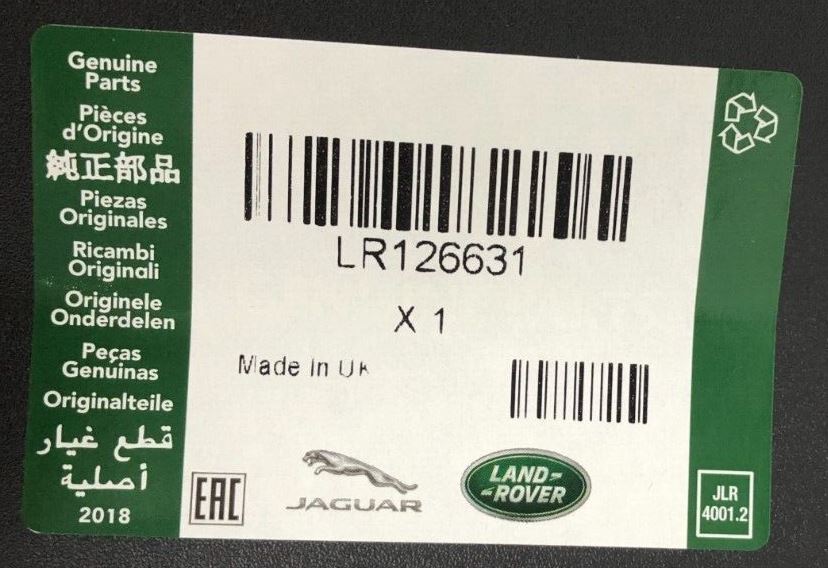 Genuine
Parts
Pièces
d'Origine
純正部品
Piezas
Originales
Ricambi
Originali
Originele
Onderdelen
Peças
Genuinas
Originalteile
قطع غيار
أصلية
2018
LR126631
X 1
Made In UK
EAC
JAGUAR
LAND-
-ROVER
JLR
4001.2